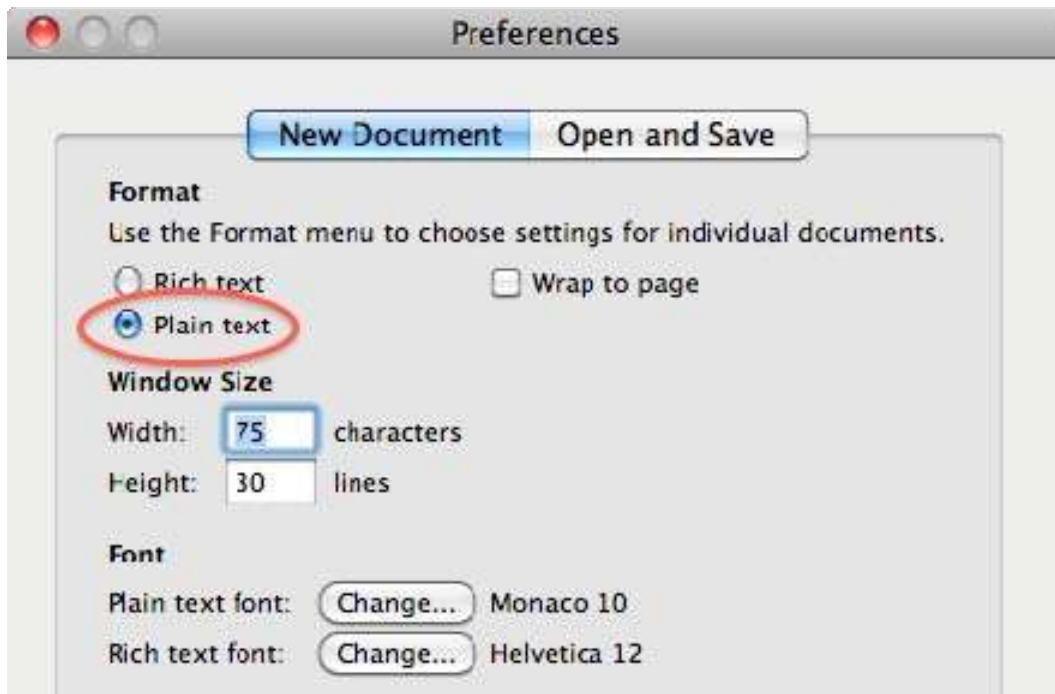 Preferences
New Document Open and Save
Format
Use the Format menu to choose settings for individual documents.
Rich text Wrap to page
Plain text
Window Size
Width: 75 characters
Height: 30 lines
Font
Plain text font: Change... Monaco 10
Rich text font: Change... Helvetica 12